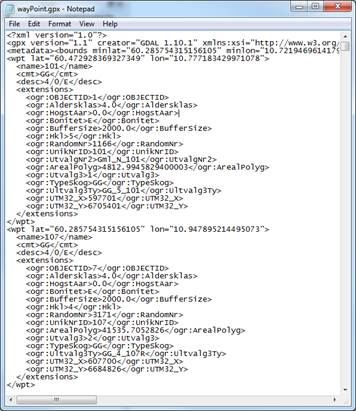 wayPoint.gpx - Notepad
File Edit Format View Help
<?xml version="1.0"?>
<gpx version="1.1" creator="GDAL 1.10.1" xmlns:xsi="http://www.w3.org
<metadata><bounds minlat="60.285754315156105" minlon="10.721946961417
<wpt lat="60.472928369327349" lon="10.777183429971078">
<name>101</name>
<cmt>GG</cmt>
<desc>4/0/E</desc>
<extensions>
<ogr:OBJECTID>1</ogr:OBJECTID>
<ogr:Aldersklas>4.0</ogr:Aldersklas>
<ogr:HogstAar>0.0</ogr:HogstAar>
<ogr:Bonitet>E</ogr:Bonitet>
<ogr:BufferSize>2000.0</ogr:BufferSize>
<ogr:Hkl>5</ogr:Hkl>
<ogr:RandomNr>1166</ogr:RandomNr>
<ogr:UnikNrID>101</ogr:UnikNrID>
<ogr:UtvalgNr2>Gml_N_101</ogr:UtvalgNr2>
<ogr:ArealPolyg>4812.9945829400003</ogr:ArealPolyg>
<ogr:Utvalg3>1</ogr:Utvalg3>
<ogr:TypeSkog>GG</ogr:TypeSkog>
<ogr:Ultvalg3Ty>GG_5_101</ogr:Ultvalg3Ty>
<ogr:UTM32_X>597701</ogr:UTM32_X>
<ogr:UTM32_Y>6705401</ogr:UTM32_Y>
</extensions>
</wpt>
<wpt lat="60.285754315156105" lon="10.947895214495073">
<name>107</name>
<cmt>GG</cmt>
<desc>4/0/E</desc>
<extensions>
<ogr:OBJECTID>7</ogr:OBJECTID>
<ogr:Aldersklas>4.0</ogr:Aldersklas>
<ogr:HogstAar>0.0</ogr:HogstAar>
<ogr:Bonitet>E</ogr:Bonitet>
<ogr:BufferSize>2000.0</ogr:BufferSize>
<ogr:Hkl>4</ogr:Hkl>
<ogr:RandomNr>3171</ogr:RandomNr>
<ogr:UnikNrID>107</ogr:UnikNrID>
<ogr:ArealPolyg>41535.7052826</ogr:ArealPolyg>
<ogr:Utvalg3>2</ogr:Utvalg3>
<ogr:TypeSkog>GG</ogr:TypeSkog>
<ogr:Ultvalg3Ty>GG_4_107R</ogr:Ultvalg3Ty>
<ogr:UTM32_X>607700</ogr:UTM32_X>
<ogr:UTM32_Y>6684826</ogr:UTM32_Y>
</extensions>
</wpt>